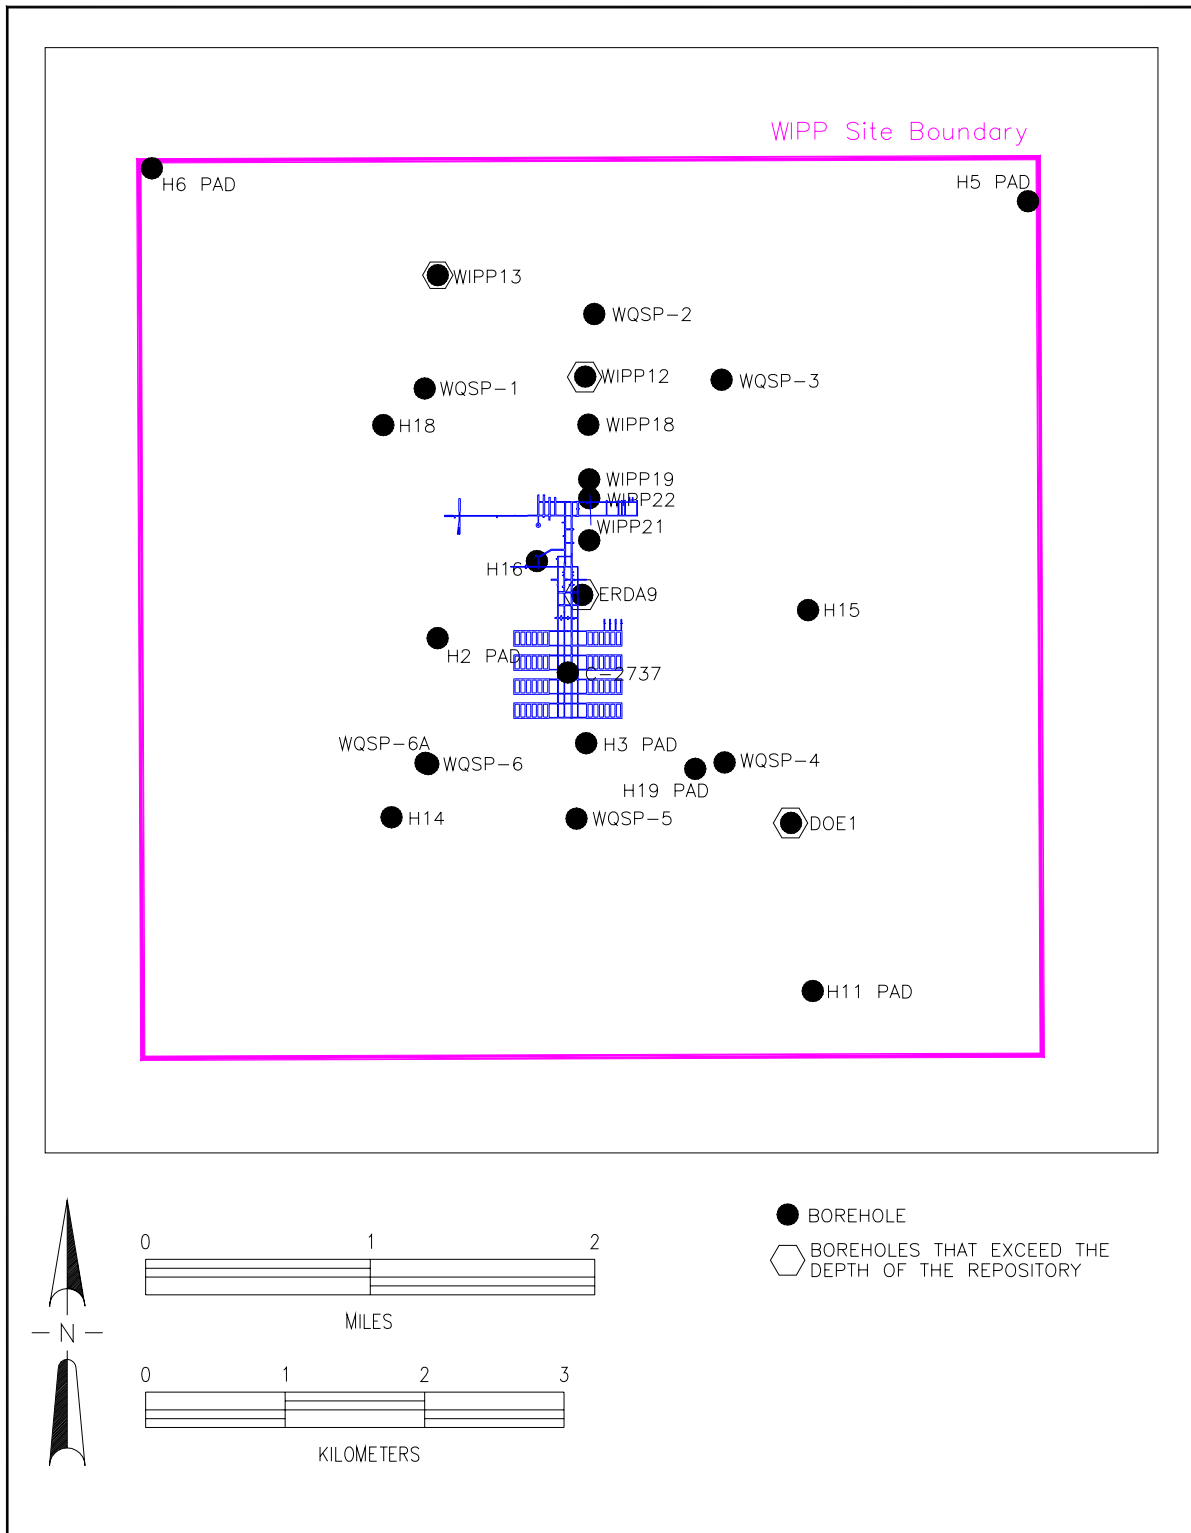 WIPP Site Boundary
H6 PAD
H5 PAD
WIPP13
WQSP-2
WIPP12
WQSP-3
WQSP-1
H18
WIPP18
WIPP19
WIPP22
WIPP21
H16
ERDA9
H15
H2 PAD
C-2737
H3 PAD
WQSP-6A
WQSP-6
WQSP-4
H19 PAD
H14
WQSP-5
DOE1
H11 PAD
0 1 2
MILES
N
0 1 2 3
KILOMETERS
BOREHOLE
BOREHOLES THAT EXCEED THE
DEPTH OF THE REPOSITORY